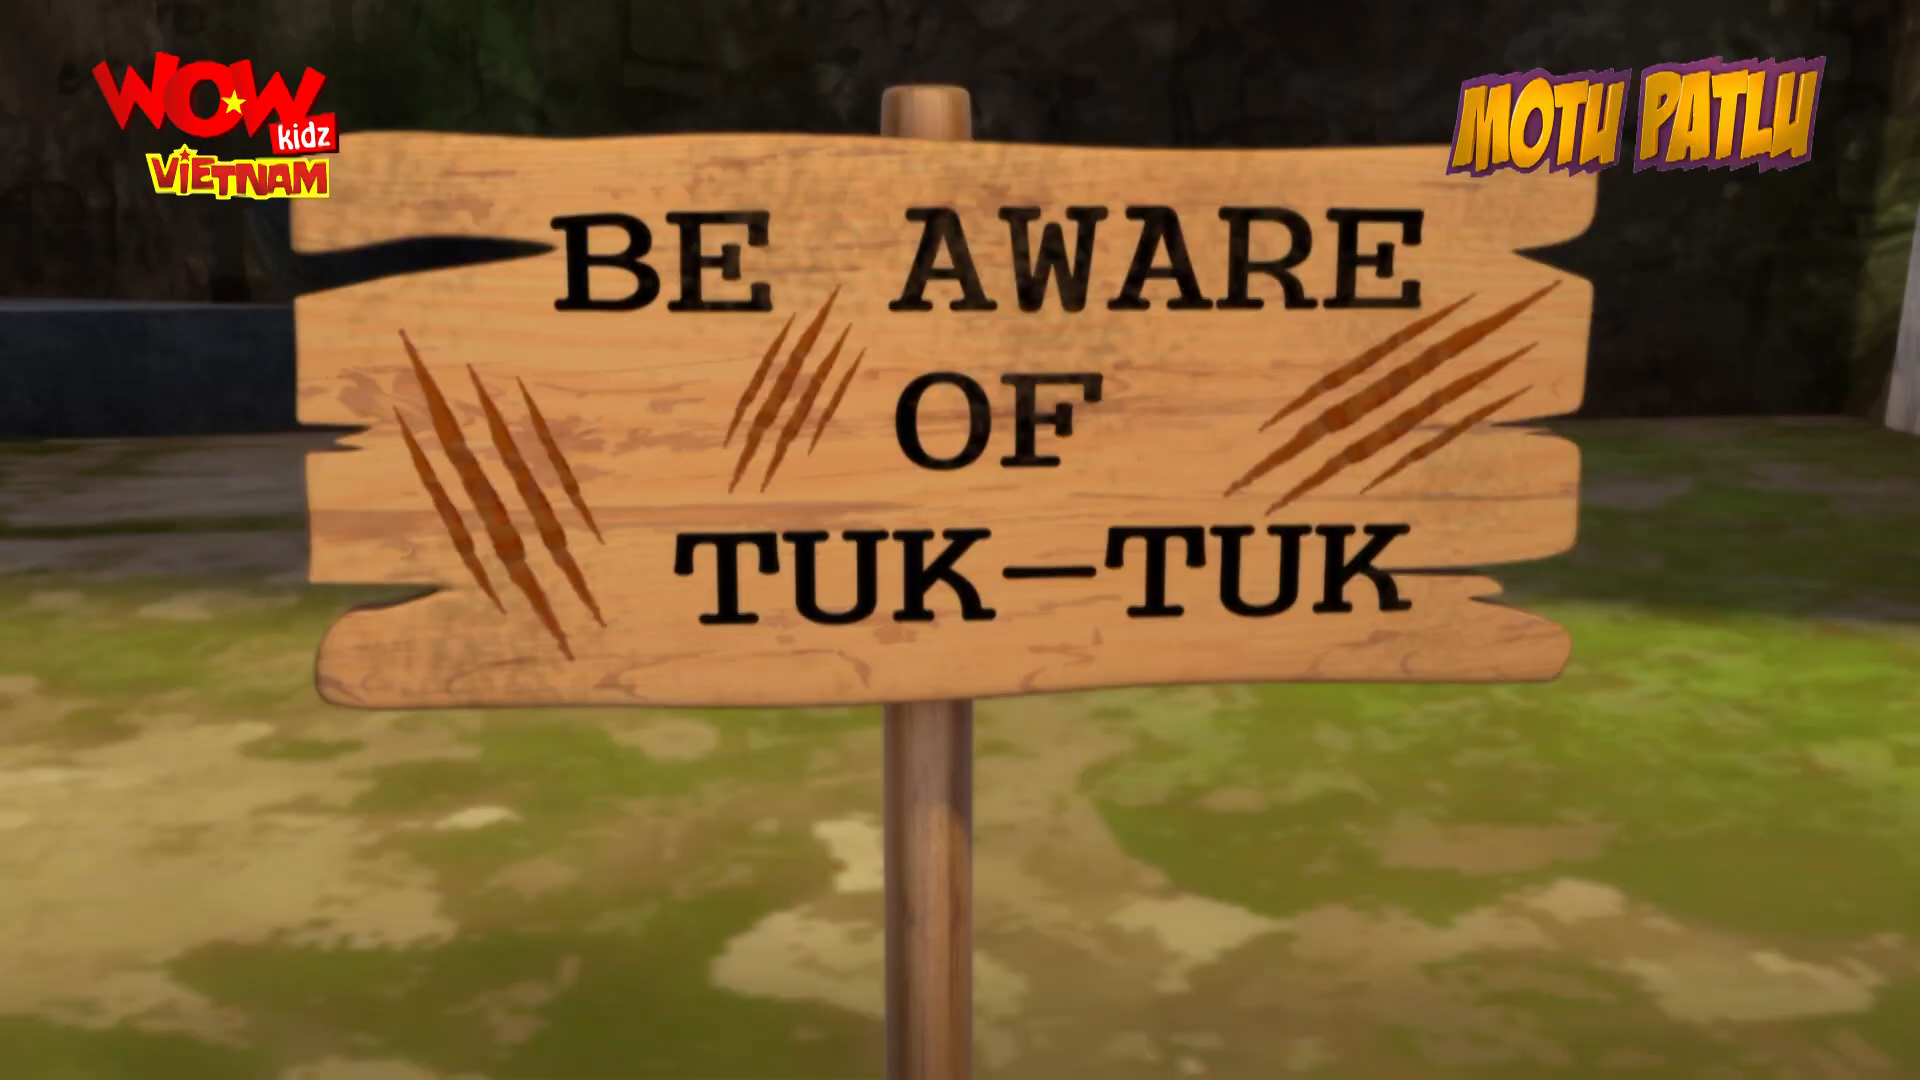 WOW
kidz
VIETNAM
MOTU PATLU
BE AWARE
OF
TUK-TUK